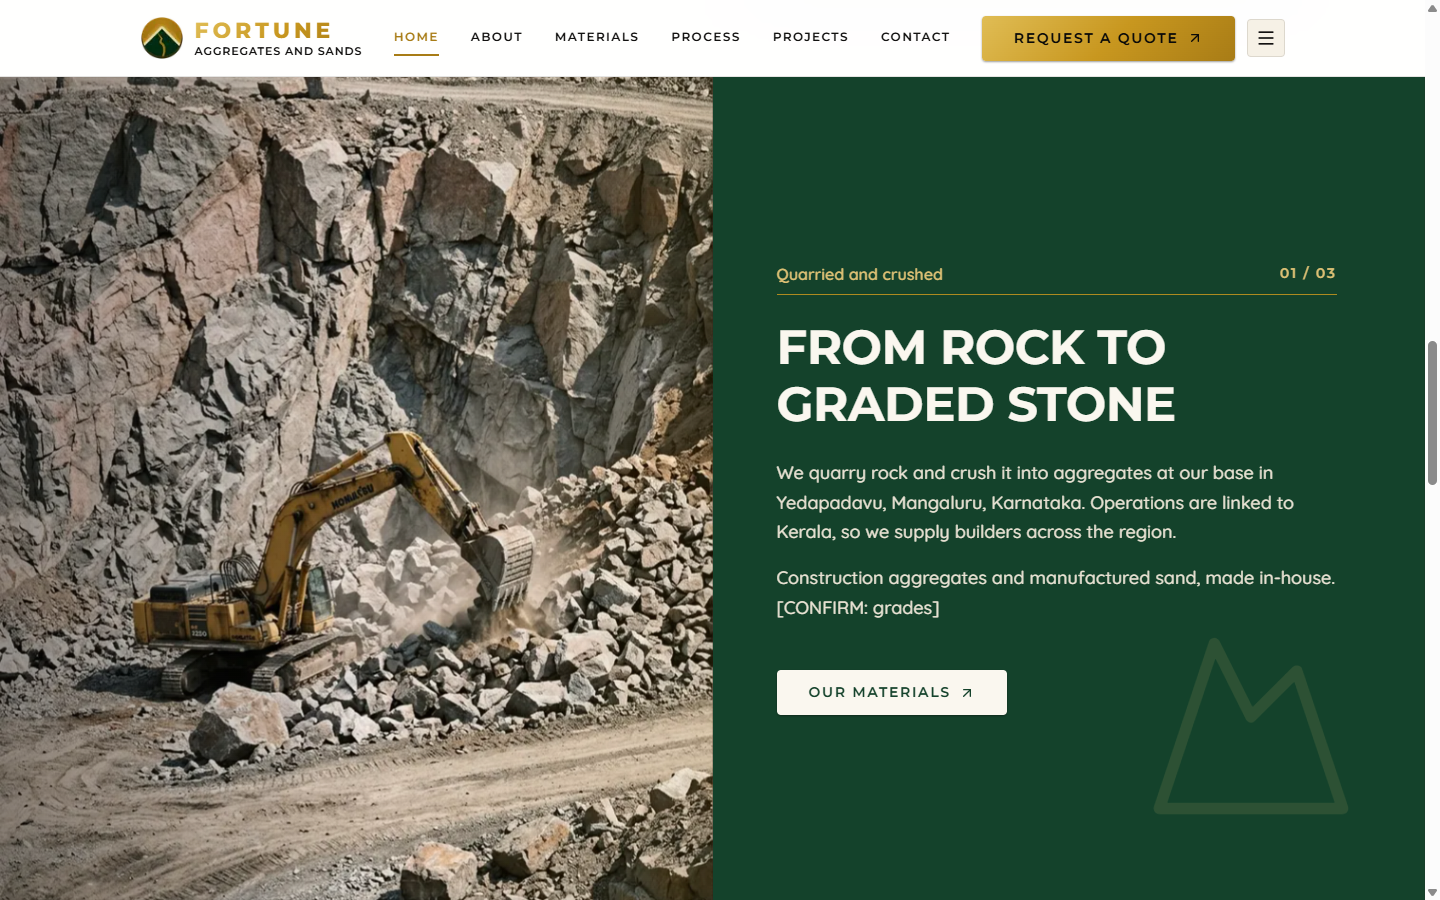 FORTUNE
AGGREGATES AND SANDS
HOME
ABOUT
MATERIALS
PROCESS
PROJECTS
CONTACT
REQUEST A QUOTE
Quarried and crushed
01 / 03
FROM ROCK TO
GRADED STONE
We quarry rock and crush it into aggregates at our base in
Yedapadavu, Mangaluru, Karnataka. Operations are linked to
Kerala, so we supply builders across the region.
Construction aggregates and manufactured sand, made in-house.
[CONFIRM: grades]
OUR MATERIALS